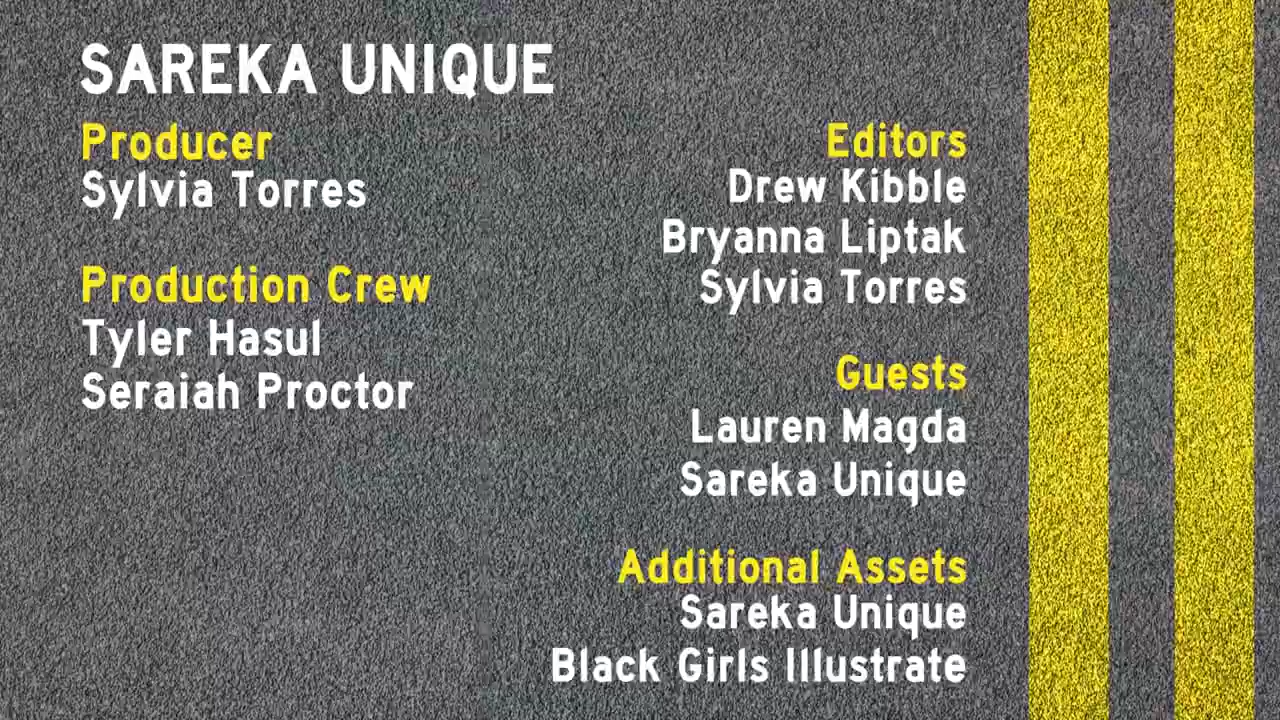 SAREKA UNIQUE
Producer
Sylvia Torres
Production Crew
Tyler Hasul
Seraiah Proctor
Editors
Drew Kibble
Bryanna Liptak
Sylvia Torres
Guests
Lauren Magda
Sareka Unique
Additional Assets
Sareka Unique
Black Girls Illustrate